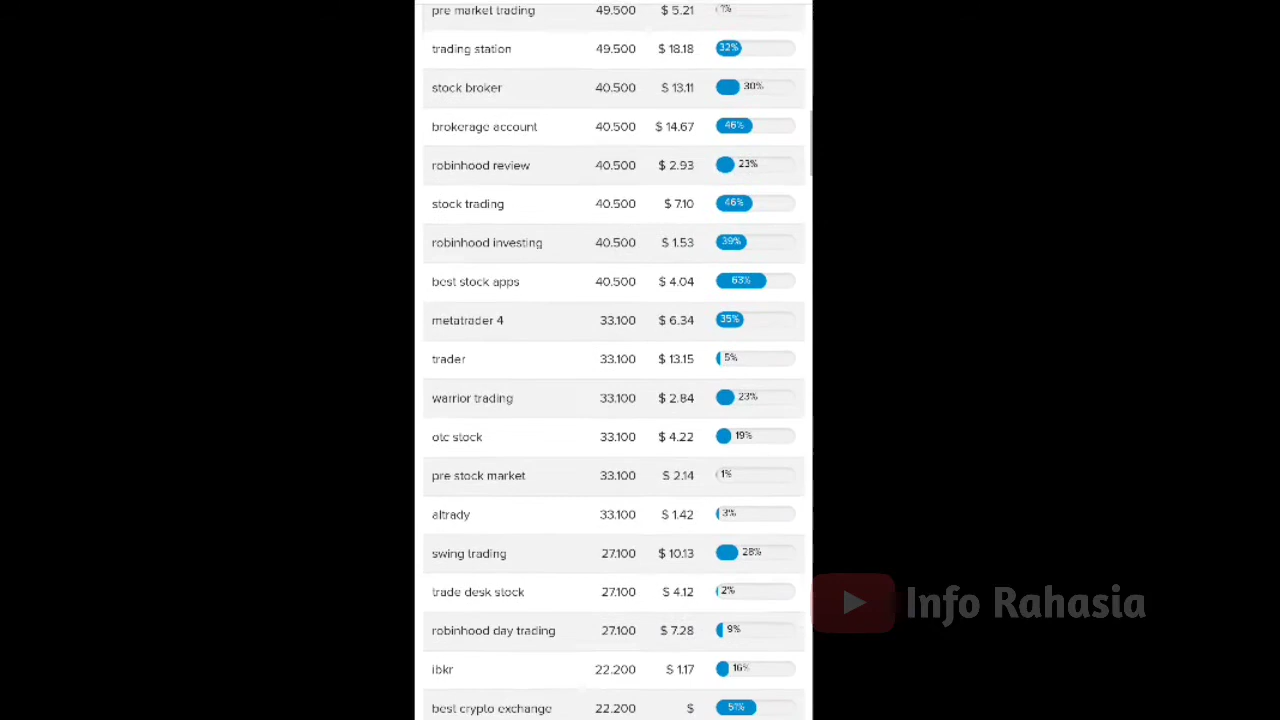 pre market trading 49.500 $ 5.21 1%
trading station 49.500 $ 18.18 32%
stock broker 40.500 $ 13.11 30%
brokerage account 40.500 $ 14.67 46%
robinhood review 40.500 $ 2.93 23%
stock trading 40.500 $ 7.10 46%
robinhood investing 40.500 $ 1.53 39%
best stock apps 40.500 $ 4.04 63%
metatrader 4 33.100 $ 6.34 35%
trader 33.100 $ 13.15 5%
warrior trading 33.100 $ 2.84 23%
otc stock 33.100 $ 4.22 19%
pre stock market 33.100 $ 2.14 1%
altrady 33.100 $ 1.42 3%
swing trading 27.100 $ 10.13 28%
trade desk stock 27.100 $ 4.12 2%
robinhood day trading 27.100 $ 7.28 9%
ibkr 22.200 $ 1.17 16%
best crypto exchange 22.200 $ 51%
Info Rahasia